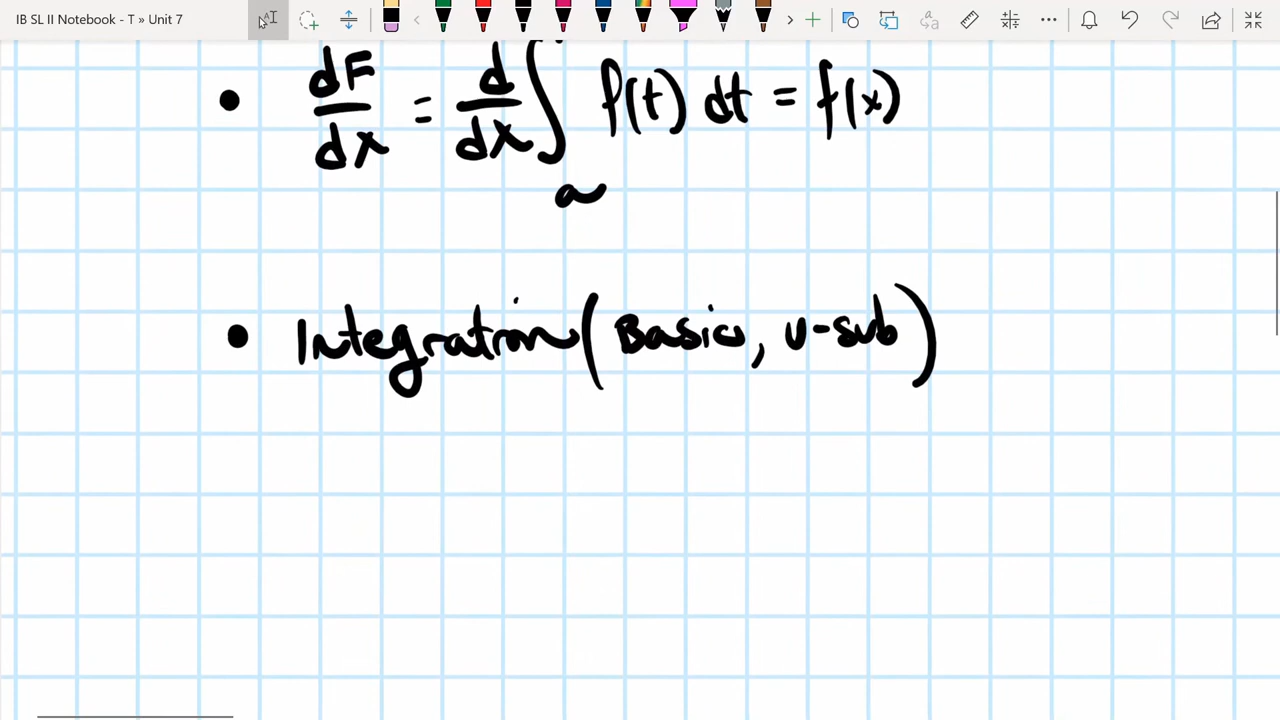 IB SL II Notebook - T » Unit 7
• dF/dx = d/dx ∫ₐ f(t) dt = f(x)
• Integration (Basics, u-sub)